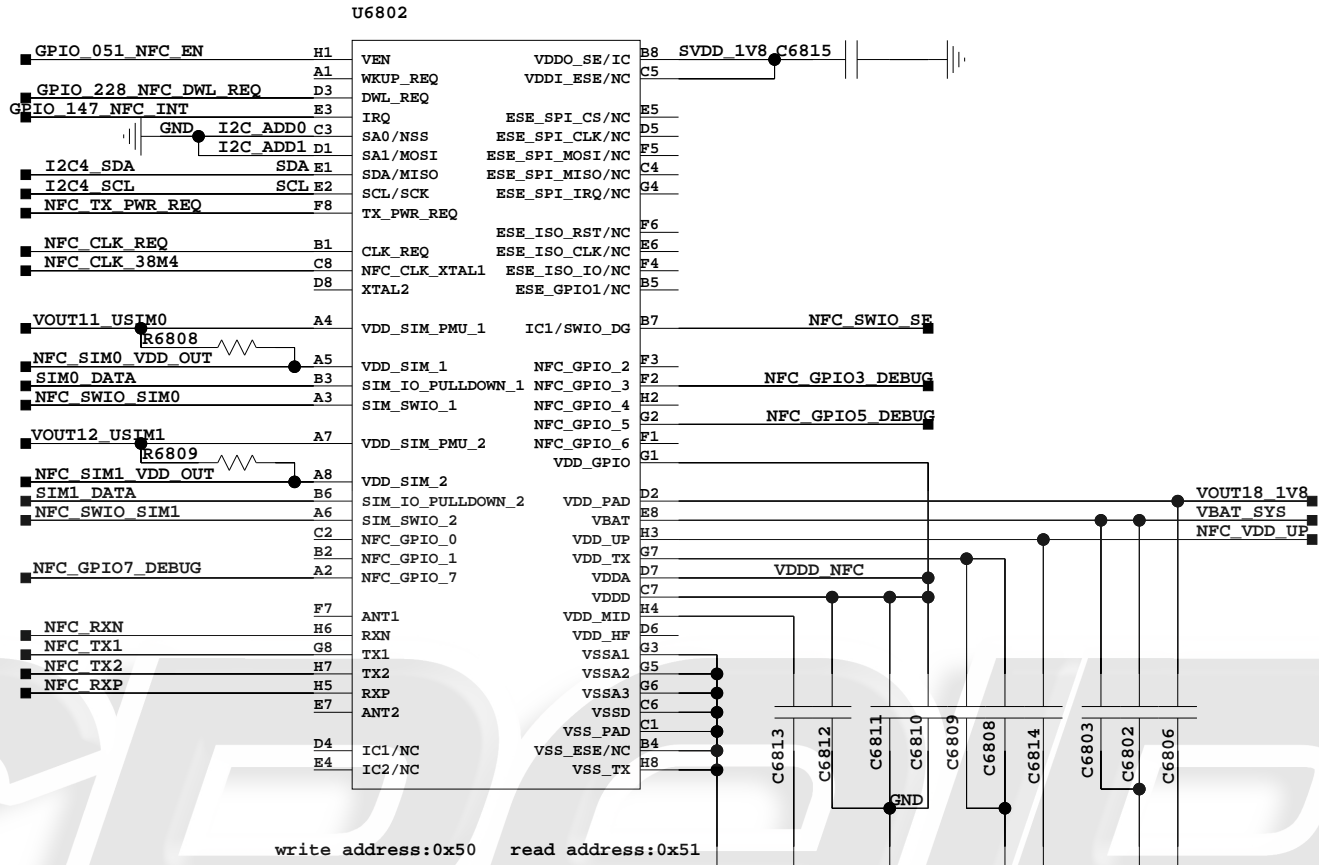 U6802
GPIO_051_NFC_EN H1 VEN VDDO_SE/IC B8 SVDD_1V8 C6815
A1 WKUP_REQ VDDI_ESE/NC C5
GPIO_228_NFC_DWL_REQ D3 DWL_REQ
GPIO_147_NFC_INT E3 IRQ ESE_SPI_CS/NC E5
GND I2C_ADD0 C3 SA0/NSS ESE_SPI_CLK/NC D5
I2C_ADD1 D1 SA1/MOSI ESE_SPI_MOSI/NC F5
I2C4_SDA SDA E1 SDA/MISO ESE_SPI_MISO/NC C4
I2C4_SCL SCL E2 SCL/SCK ESE_SPI_IRQ/NC G4
NFC_TX_PWR_REQ F8 TX_PWR_REQ
ESE_ISO_RST/NC F6
NFC_CLK_REQ B1 CLK_REQ ESE_ISO_CLK/NC E6
NFC_CLK_38M4 C8 NFC_CLK_XTAL1 ESE_ISO_IO/NC F4
D8 XTAL2 ESE_GPIO1/NC B5
VOUT11_USIM0 A4 VDD_SIM_PMU_1 IC1/SWIO_DG B7 NFC_SWIO_SE
R6808
NFC_SIM0_VDD_OUT A5 VDD_SIM_1 NFC_GPIO_2 F3
SIM0_DATA B3 SIM_IO_PULLDOWN_1 NFC_GPIO_3 F2 NFC_GPIO3_DEBUG
NFC_SWIO_SIM0 A3 SIM_SWIO_1 NFC_GPIO_4 H2
NFC_GPIO_5 G2 NFC_GPIO5_DEBUG
VOUT12_USIM1 A7 VDD_SIM_PMU_2 NFC_GPIO_6 F1
R6809 VDD_GPIO G1
NFC_SIM1_VDD_OUT A8 VDD_SIM_2
SIM1_DATA B6 SIM_IO_PULLDOWN_2 VDD_PAD D2 VOUT18_1V8
NFC_SWIO_SIM1 A6 SIM_SWIO_2 VBAT E8 VBAT_SYS
C2 NFC_GPIO_0 VDD_UP H3 NFC_VDD_UP
B2 NFC_GPIO_1 VDD_TX G7
NFC_GPIO7_DEBUG A2 NFC_GPIO_7 VDDA D7 VDDD_NFC
VDDD C7
F7 ANT1 VDD_MID H4
NFC_RXN H6 RXN VDD_HF D6
NFC_TX1 G8 TX1 VSSA1 G3
NFC_TX2 H7 TX2 VSSA2 G5
NFC_RXP H5 RXP VSSA3 G6
E7 ANT2 VSSD C6
VSS_PAD C1
D4 IC1/NC VSS_ESE/NC B4
E4 IC2/NC VSS_TX H8
C6813 C6812 C6811 C6810 C6809 C6808 C6814 C6803 C6802 C6806
GND
write address:0x50 read address:0x51